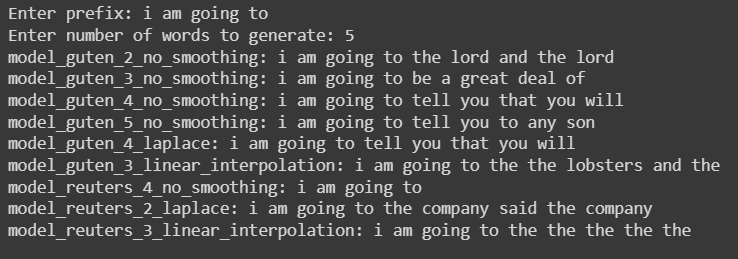 Enter prefix: i am going to
Enter number of words to generate: 5
model_guten_2_no_smoothing: i am going to the lord and the lord
model_guten_3_no_smoothing: i am going to be a great deal of
model_guten_4_no_smoothing: i am going to tell you that you will
model_guten_5_no_smoothing: i am going to tell you to any son
model_guten_4_laplace: i am going to tell you that you will
model_guten_3_linear_interpolation: i am going to the the lobsters and the
model_reuters_4_no_smoothing: i am going to
model_reuters_2_laplace: i am going to the company said the company
model_reuters_3_linear_interpolation: i am going to the the the the the